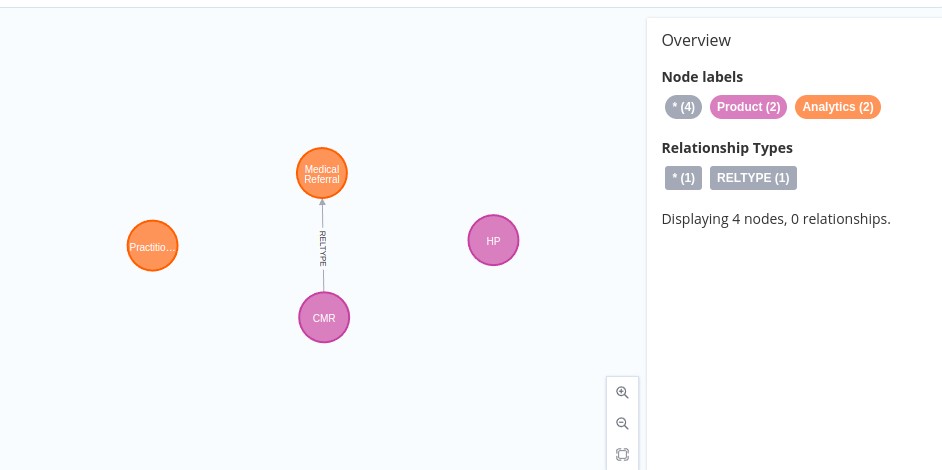 Overview
Node labels
* (4) Product (2) Analytics (2)
Relationship Types
* (1) RELTYPE (1)
Displaying 4 nodes, 0 relationships.
Medical
Referral
Practitio...
HP
RELTYPE
CMR